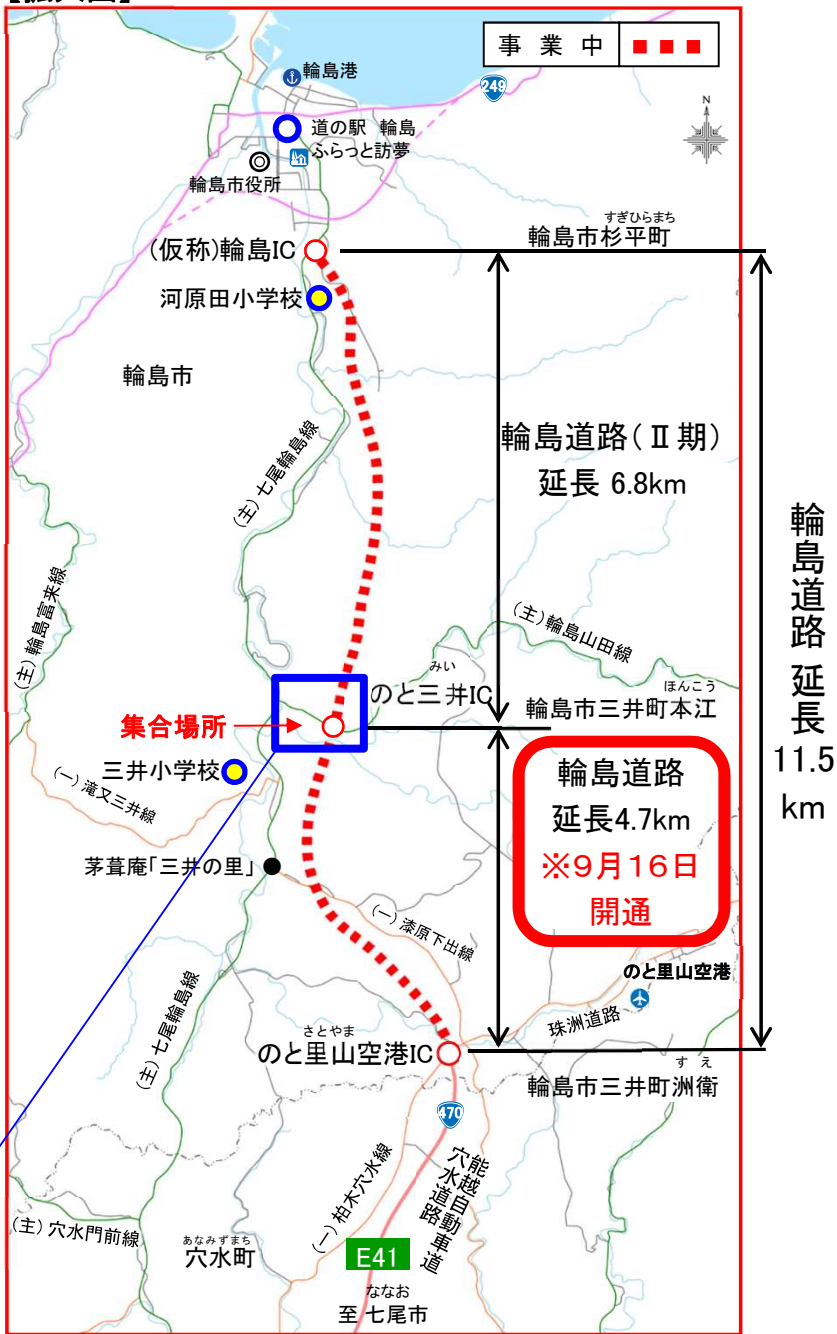 事業中
輪島港
249
N
道の駅 輪島
ふらっと訪夢
輪島市役所
すぎひらまち
輪島市杉平町
(仮称)輪島IC
河原田小学校
輪島市
(主)七尾輪島線
輪島道路(Ⅱ期)
延長 6.8km
輪島道路 延長
11.5
km
(主)輪島富来線
(主)輪島山田線
みい
のと三井IC
ほんこう
輪島市三井町本江
集合場所
三井小学校
(一)滝又三井線
輪島道路
延長4.7km
※9月16日
開通
茅葺庵「三井の里」
(一)漆原下出線
のと里山空港
珠洲道路
(主)七尾輪島線
さとやま
のと里山空港IC
すえ
輪島市三井町洲衛
470
能越自動車道
穴水道路
(一)柏木穴水線
(主)穴水門前線
あなみずまち
穴水町
E41
ななお
至 七尾市